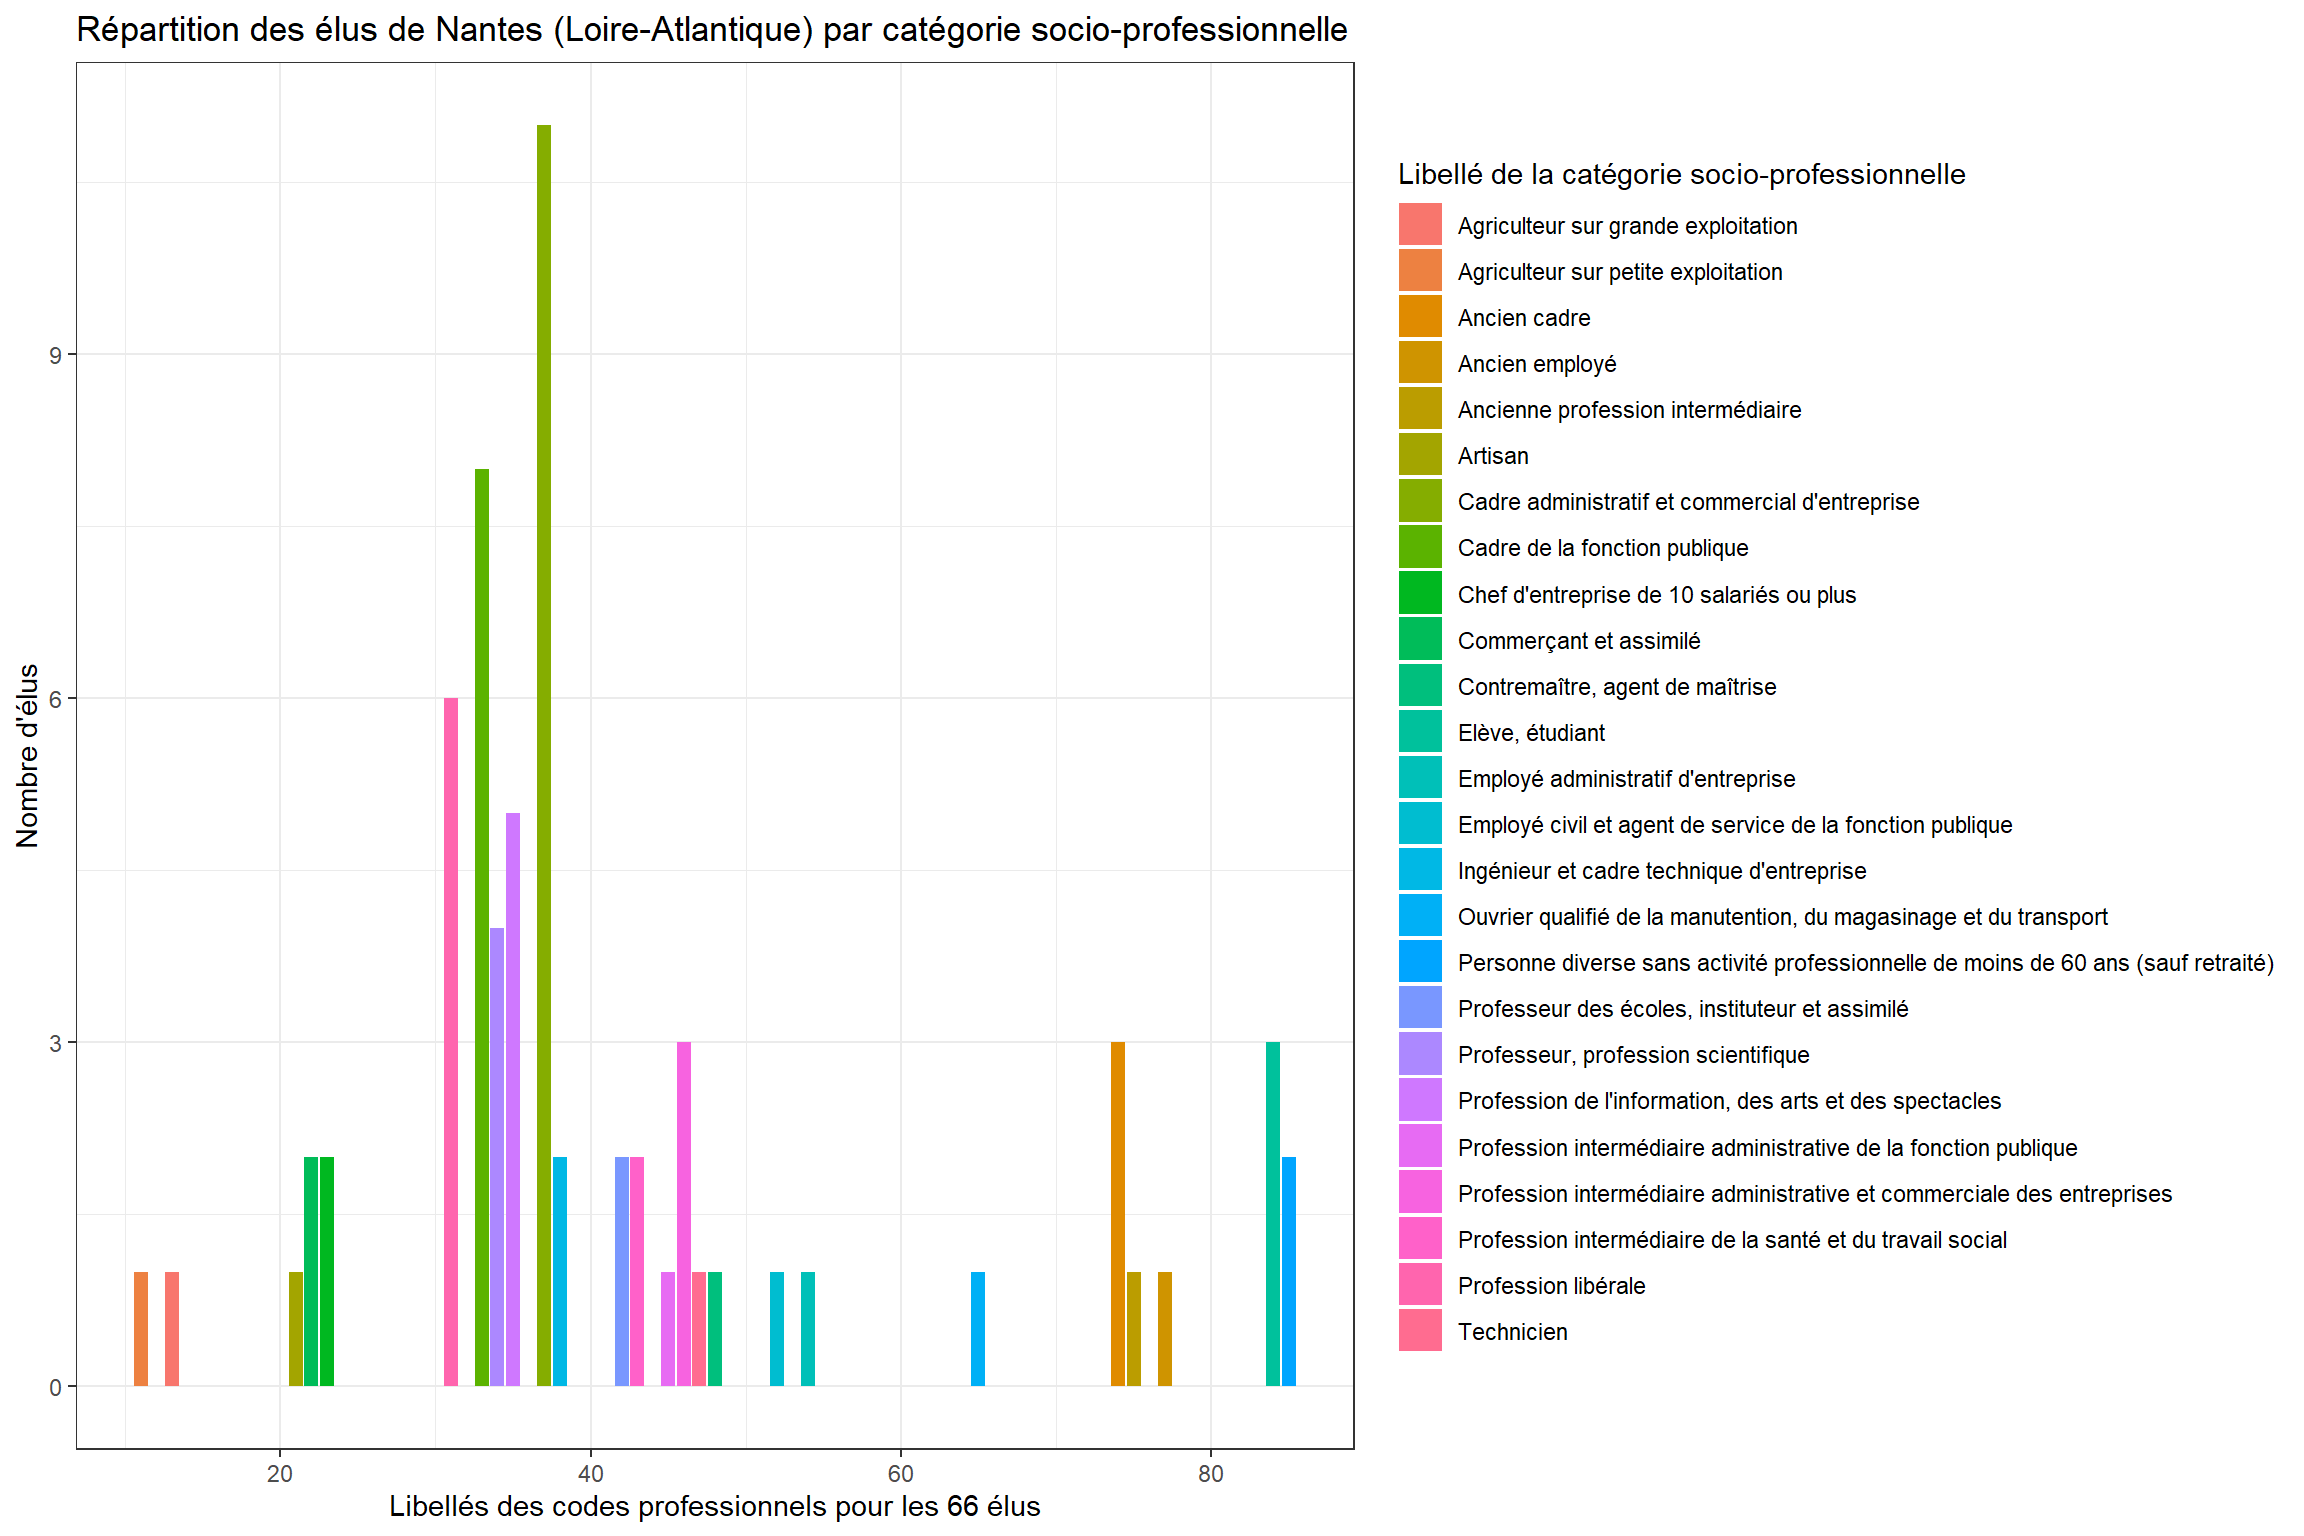 Répartition des élus de Nantes (Loire-Atlantique) par catégorie socio-professionnelle
Nombre d'élus
9
6
3
0
20
40
60
80
Libellés des codes professionnels pour les 66 élus
Libellé de la catégorie socio-professionnelle
Agriculteur sur grande exploitation
Agriculteur sur petite exploitation
Ancien cadre
Ancien employé
Ancienne profession intermédiaire
Artisan
Cadre administratif et commercial d'entreprise
Cadre de la fonction publique
Chef d'entreprise de 10 salariés ou plus
Commerçant et assimilé
Contremaître, agent de maîtrise
Elève, étudiant
Employé administratif d'entreprise
Employé civil et agent de service de la fonction publique
Ingénieur et cadre technique d'entreprise
Ouvrier qualifié de la manutention, du magasinage et du transport
Personne diverse sans activité professionnelle de moins de 60 ans (sauf retraité)
Professeur des écoles, instituteur et assimilé
Professeur, profession scientifique
Profession de l'information, des arts et des spectacles
Profession intermédiaire administrative de la fonction publique
Profession intermédiaire administrative et commerciale des entreprises
Profession intermédiaire de la santé et du travail social
Profession libérale
Technicien